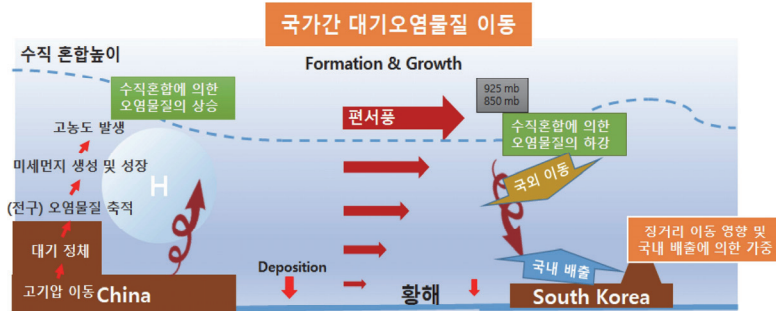 국가간 대기오염물질 이동
수직 혼합높이
Formation & Growth
수직혼합에 의한
오염물질의 상승
925 mb
850 mb
편서풍
고농도 발생
수직혼합에 의한
오염물질의 하강
미세먼지 생성 및 성장
H
국외 이동
(전구) 오염물질 축적
대기 정체
장거리 이동 영향 및
국내 배출에 의한 가중
Deposition
국내 배출
고기압 이동
China
황해
South Korea